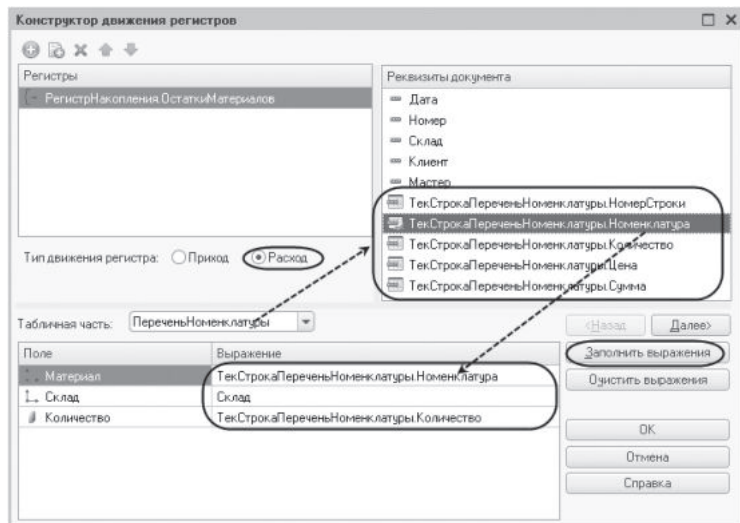 Конструктор движения регистров
Регистры
РегистрНакопления.ОстаткиМатериалов
Реквизиты документа
Дата
Номер
Склад
Клиент
Мастер
ТекСтрокаПереченьНоменклатуры.НомерСтроки
ТекСтрокаПереченьНоменклатуры.Номенклатура
ТекСтрокаПереченьНоменклатуры.Количество
ТекСтрокаПереченьНоменклатуры.Цена
ТекСтрокаПереченьНоменклатуры.Сумма
Тип движения регистра: Приход Расход
Табличная часть: ПереченьНоменклатуры
<Назад Далее>
Поле Выражение
Материал ТекСтрокаПереченьНоменклатуры.Номенклатура
Склад Склад
Количество ТекСтрокаПереченьНоменклатуры.Количество
Заполнить выражения
Очистить выражения
OK
Отмена
Справка